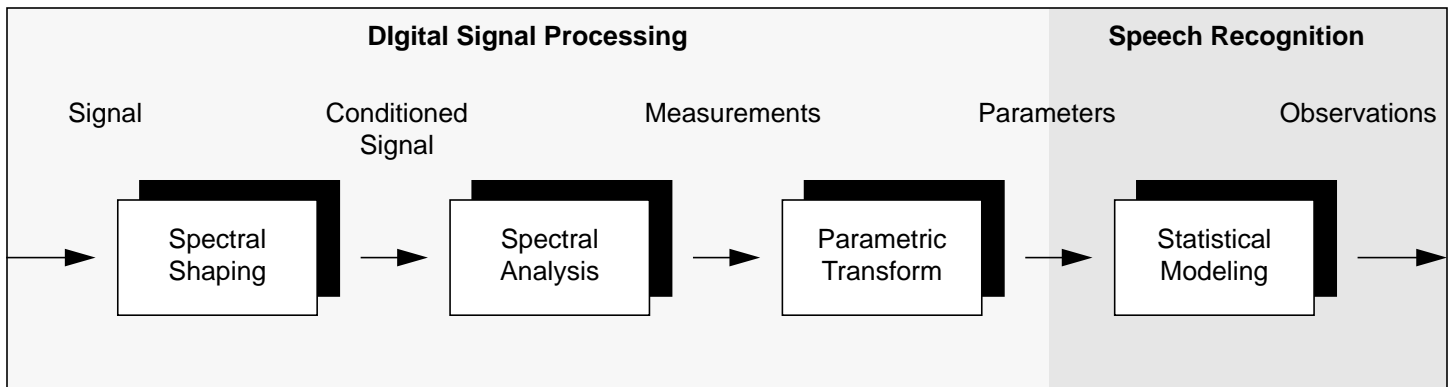 DIgital Signal Processing
Speech Recognition
Signal
Conditioned
Signal
Measurements
Parameters
Observations
Spectral
Shaping
Spectral
Analysis
Parametric
Transform
Statistical
Modeling